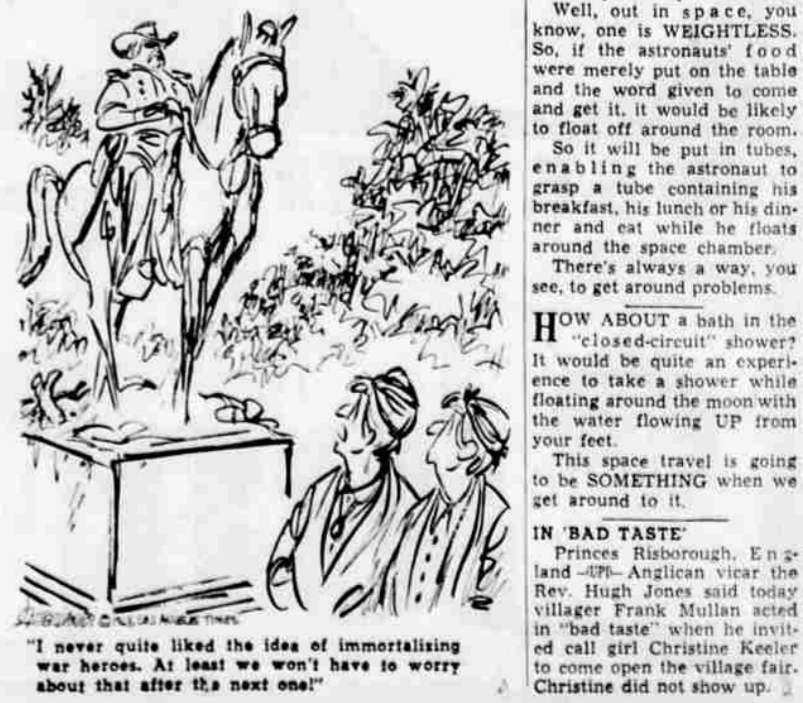 © 1963 LOS ANGELES TIMES
"I never quite liked the idea of immortalizing
war heroes. At least we won't have to worry
about that after the next one!"
Well, out in space, you
know, one is WEIGHTLESS.
So, if the astronauts' food
were merely put on the table
and the word given to come
and get it, it would be likely
to float off around the room.
So it will be put in tubes,
enabling the astronaut to
grasp a tube containing his
breakfast, his lunch or his din-
ner and eat while he floats
around the space chamber.
There's always a way, you
see, to get around problems.
HOW ABOUT a bath in the
"closed-circuit" shower?
It would be quite an experi-
ence to take a shower while
floating around the moon with
the water flowing UP from
your feet.
This space travel is going
to be SOMETHING when we
get around to it.
IN 'BAD TASTE'
Princes Risborough, Eng-
land —(UPI)— Anglican vicar the
Rev. Hugh Jones said today
villager Frank Mullan acted
in "bad taste" when he invit-
ed call girl Christine Keeler
to come open the village fair.
Christine did not show up.